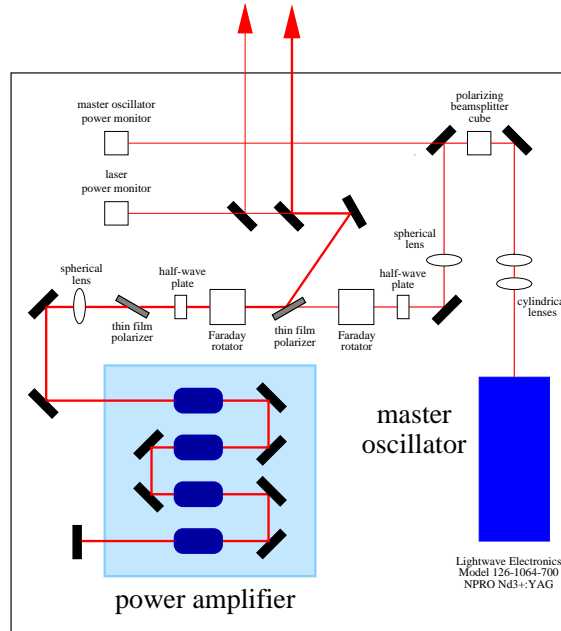 master oscillator
power monitor
polarizing
beamsplitter
cube
laser
power monitor
spherical
lens
spherical
lens
half-wave
plate
half-wave
plate
cylindrical
lenses
thin film
polarizer
Faraday
rotator
thin film
polarizer
Faraday
rotator
master
oscillator
power amplifier
Lightwave Electronics
Model 126-1064-700
NPRO Nd3+:YAG